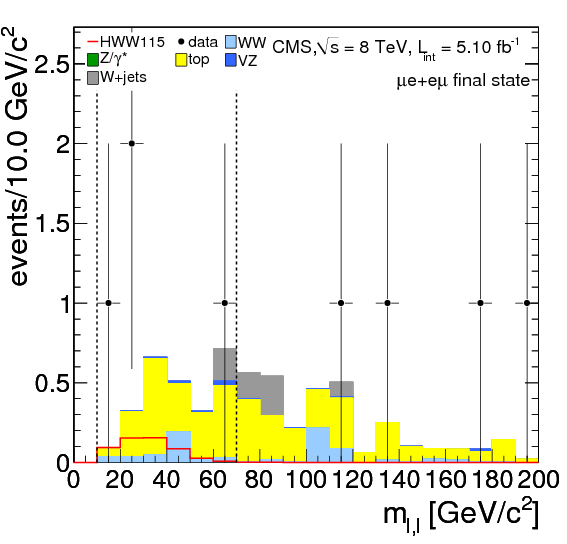 HWW115 data WW CMS,√s = 8 TeV, L_int = 5.10 fb⁻¹
Z/γ* top VZ
W+jets μe+eμ final state
events/10.0 GeV/c²
2.5
2
1.5
1
0.5
0
0 20 40 60 80 100 120 140 160 180 200
m_l,l [GeV/c²]